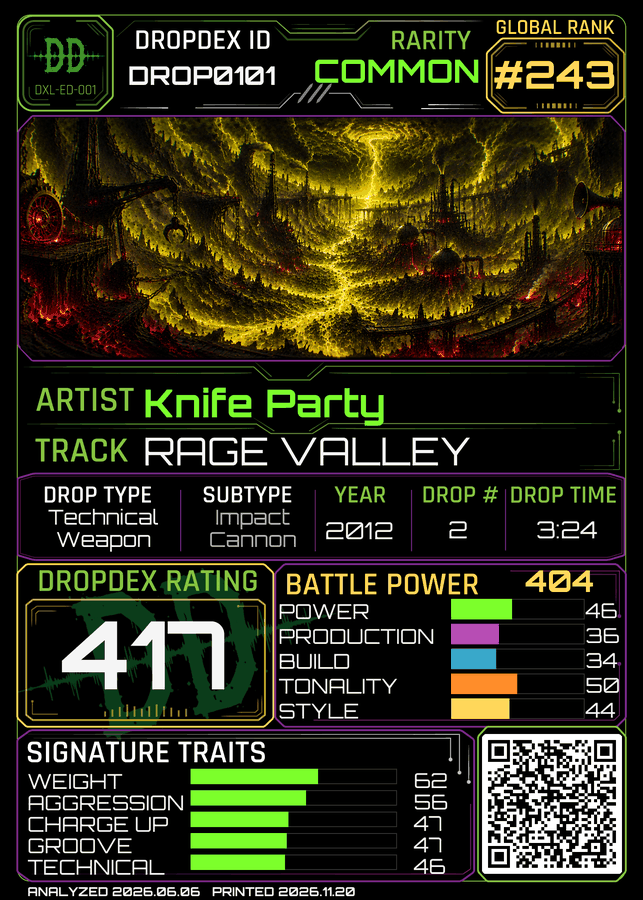 DD
DXL-ED-001
DROPDEX ID
DROP0101
RARITY
COMMON
GLOBAL RANK
#243
ARTIST Knife Party
TRACK RAGE VALLEY
DROP TYPE SUBTYPE YEAR DROP # DROP TIME
Technical Weapon Impact Cannon 2012 2 3:24
DROPDEX RATING
417
BATTLE POWER 404
POWER 46
PRODUCTION 36
BUILD 34
TONALITY 50
STYLE 44
SIGNATURE TRAITS
WEIGHT 62
AGGRESSION 56
CHARGE UP 47
GROOVE 47
TECHNICAL 46
ANALYZED 2026.06.06 PRINTED 2026.11.20